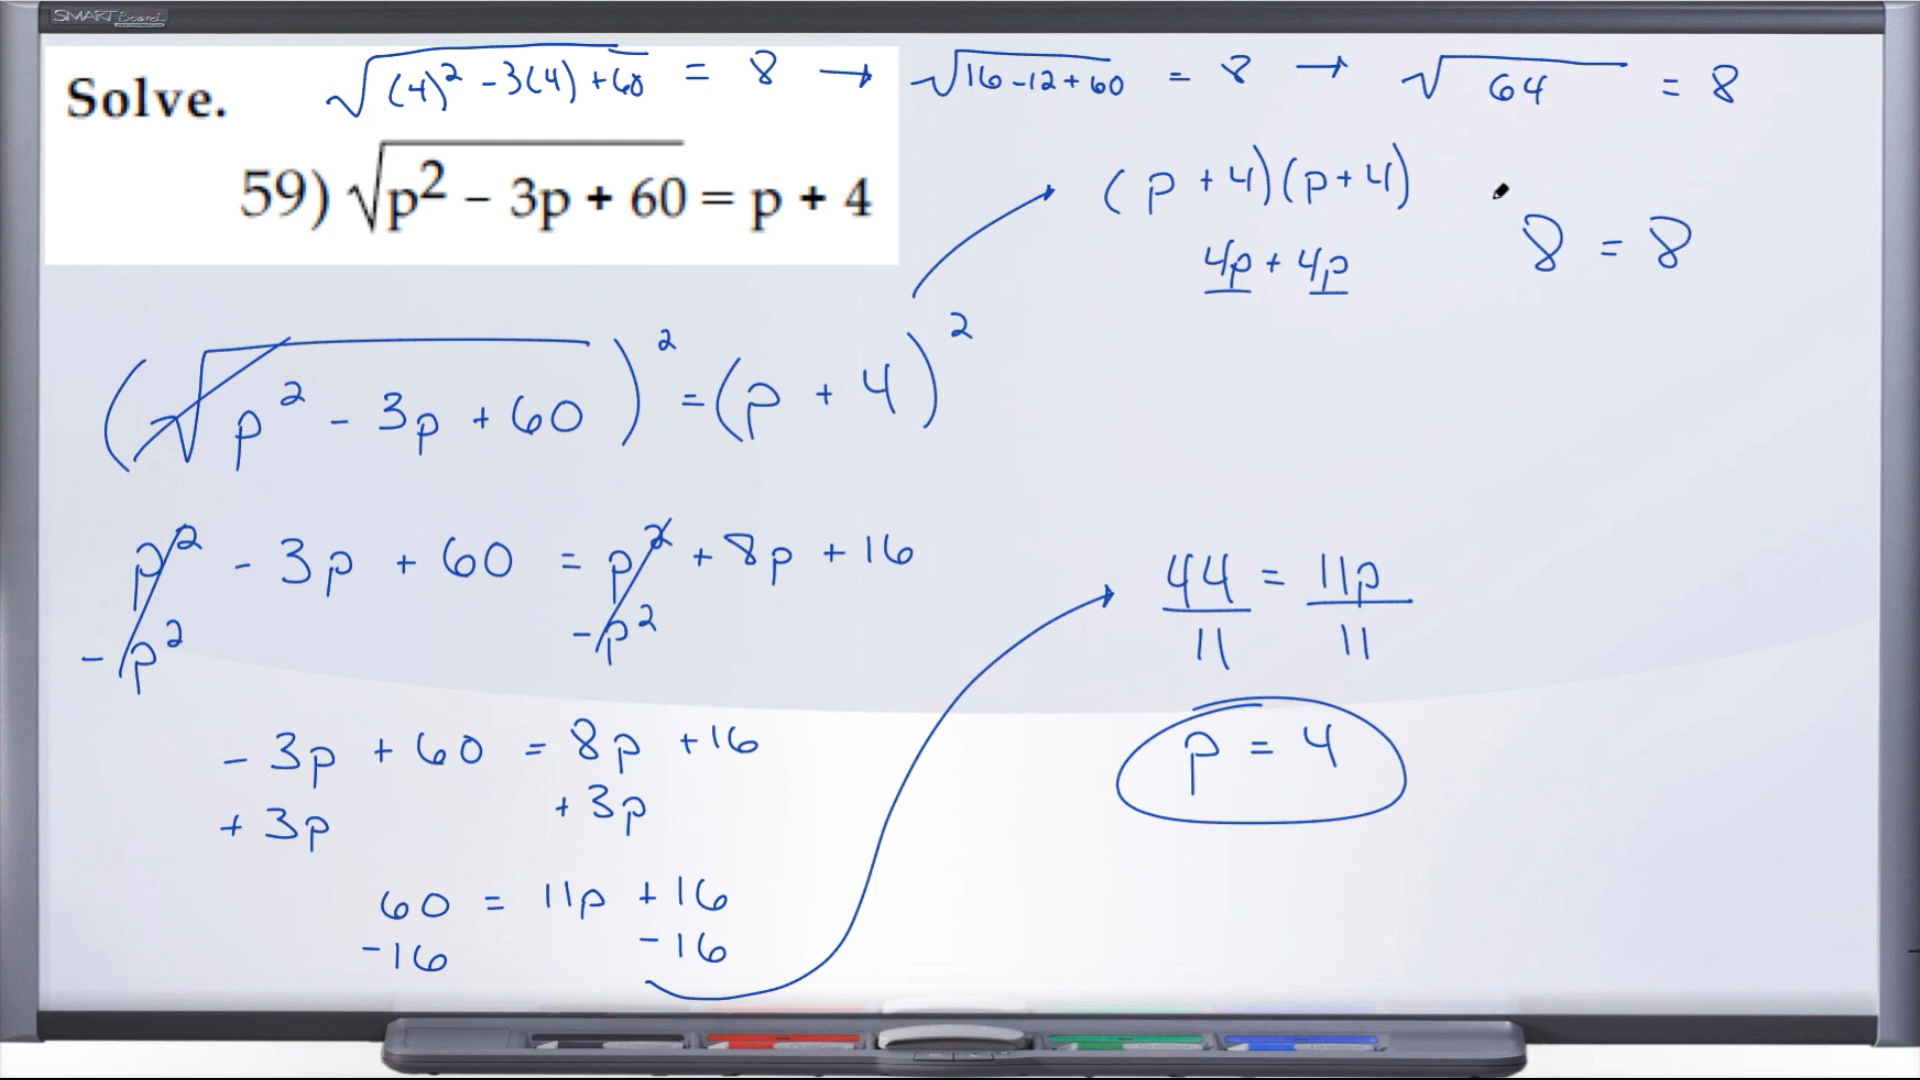 SMART Board
√((4)² - 3(4) + 60) = 8 → √(16 - 12 + 60) = 8 → √64 = 8
Solve.
59) √(p² - 3p + 60) = p + 4
(p + 4)(p + 4)
4p + 4p
8 = 8
(√(p² - 3p + 60))² = (p + 4)²
p² - 3p + 60 = p² + 8p + 16
-p² -p²
- 3p + 60 = 8p + 16
+ 3p + 3p
60 = 11p + 16
-16 -16
44 = 11p
11 11
p = 4